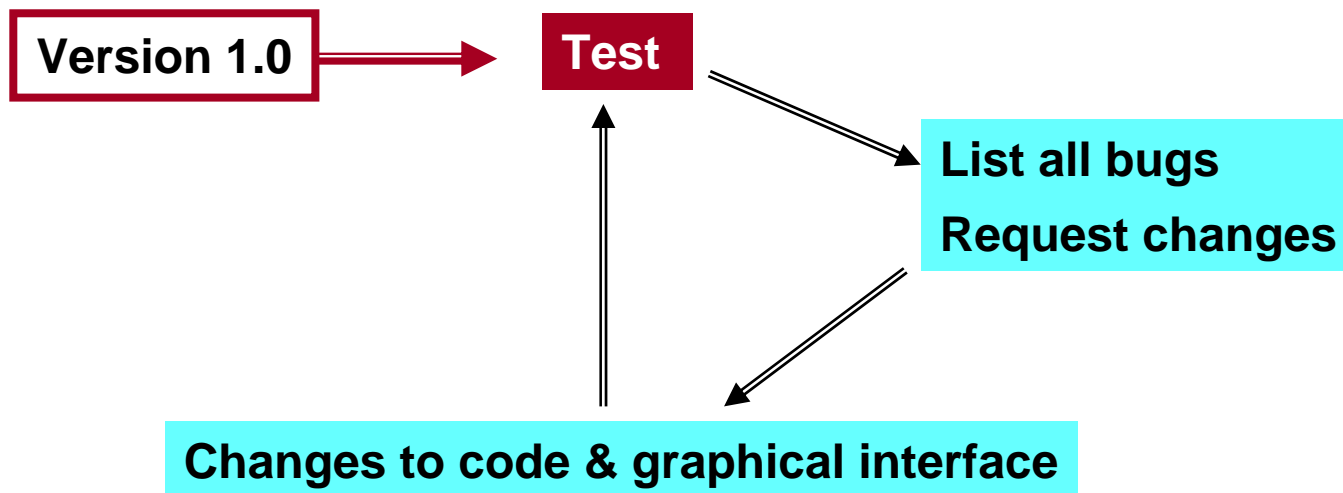 Version 1.0
Test
List all bugs
Request changes
Changes to code & graphical interface